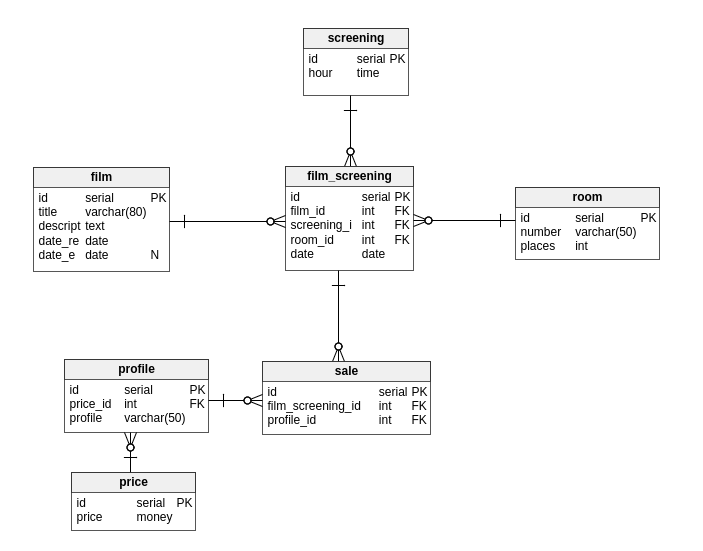 screening
id serial PK
hour time
film
id serial PK
title varchar(80)
descript text
date_re date
date_e date N
film_screening
id serial PK
film_id int FK
screening_i int FK
room_id int FK
date date
room
id serial PK
number varchar(50)
places int
profile
id serial PK
price_id int FK
profile varchar(50)
sale
id serial PK
film_screening_id int FK
profile_id int FK
price
id serial PK
price money